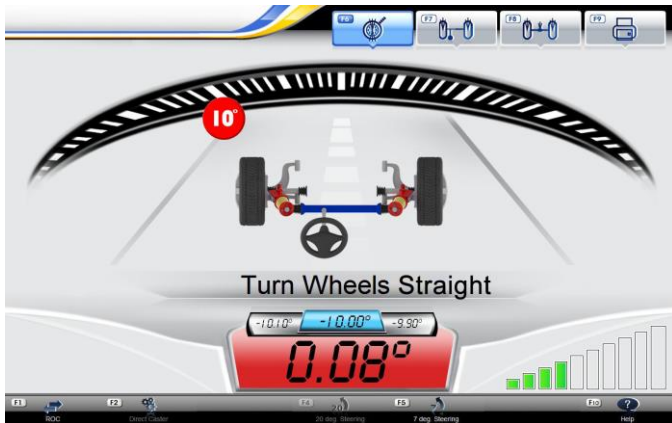 F6
F7
F8
F9
10°
Turn Wheels Straight
-10.10° -10.00° -9.90°
0.08°
F1
ROC
F2
Direct Caster
F4
20
20 deg. Steering
F5
7 deg. Steering
F10
?
Help